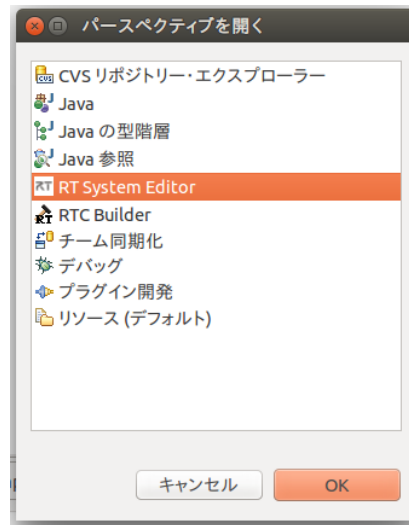 パースペクティブを開く
CVS リポジトリー・エクスプローラー
Java
Java の型階層
Java 参照
RT System Editor
RTC Builder
チーム同期化
デバッグ
プラグイン開発
リソース (デフォルト)
キャンセル OK